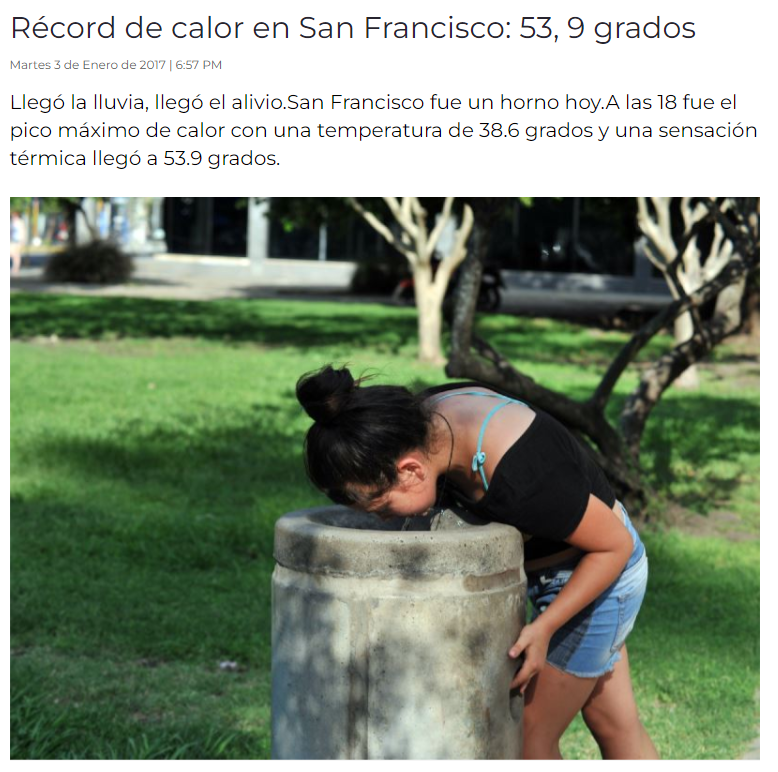 Récord de calor en San Francisco: 53, 9 grados
Martes 3 de Enero de 2017 | 6:57 PM
Llegó la lluvia, llegó el alivio.San Francisco fue un horno hoy.A las 18 fue el
pico máximo de calor con una temperatura de 38.6 grados y una sensación
térmica llegó a 53.9 grados.